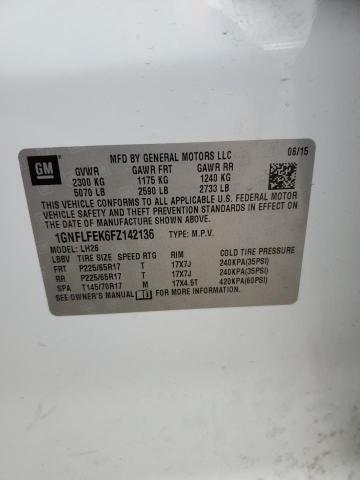 MFD BY GENERAL MOTORS LLC 06/15
GM
GVWR GAWR FRT GAWR RR
2300 KG 1175 KG 1240 KG
5070 LB 2590 LB 2733 LB
THIS VEHICLE CONFORMS TO ALL APPLICABLE U.S. FEDERAL MOTOR
VEHICLE SAFETY AND THEFT PREVENTION STANDARDS IN EFFECT ON
THE DATE OF MANUFACTURE SHOWN ABOVE.
1GNFLFEK6FZ142136 TYPE: M.P.V.
MODEL: LH26
LBBV TIRE SIZE SPEED RTG RIM COLD TIRE PRESSURE
FRT P225/65R17 T 17X7J 240KPA(35PSI)
RR P225/65R17 T 17X7J 240KPA(35PSI)
SPA T145/70R17 M 17X4.5T 420KPA(60PSI)
SEE OWNER'S MANUAL FOR ADDITIONAL INFORMATION.